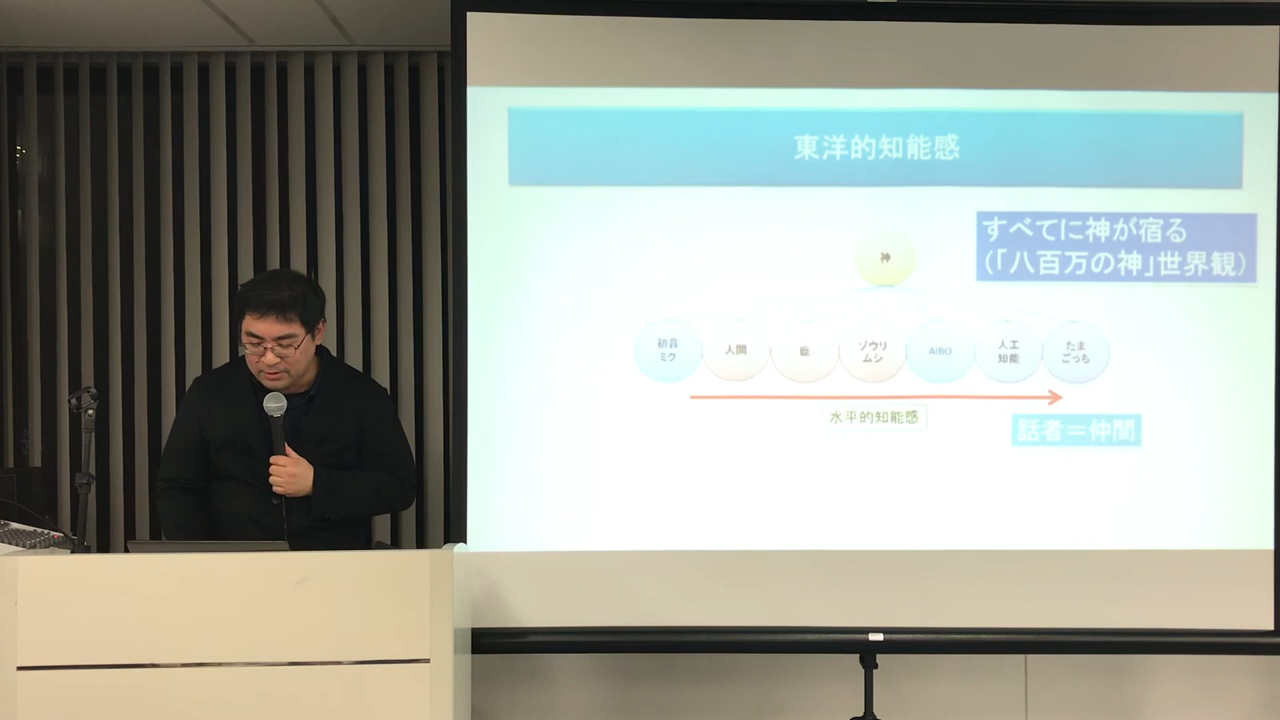 東洋的知能感
すべてに神が宿る
（「八百万の神」世界観）
神
初音
ミク
人間
鹿
ゾウリ
ムシ
AIBO
人工
知能
たま
ごっち
水平的知能感
話者＝仲間